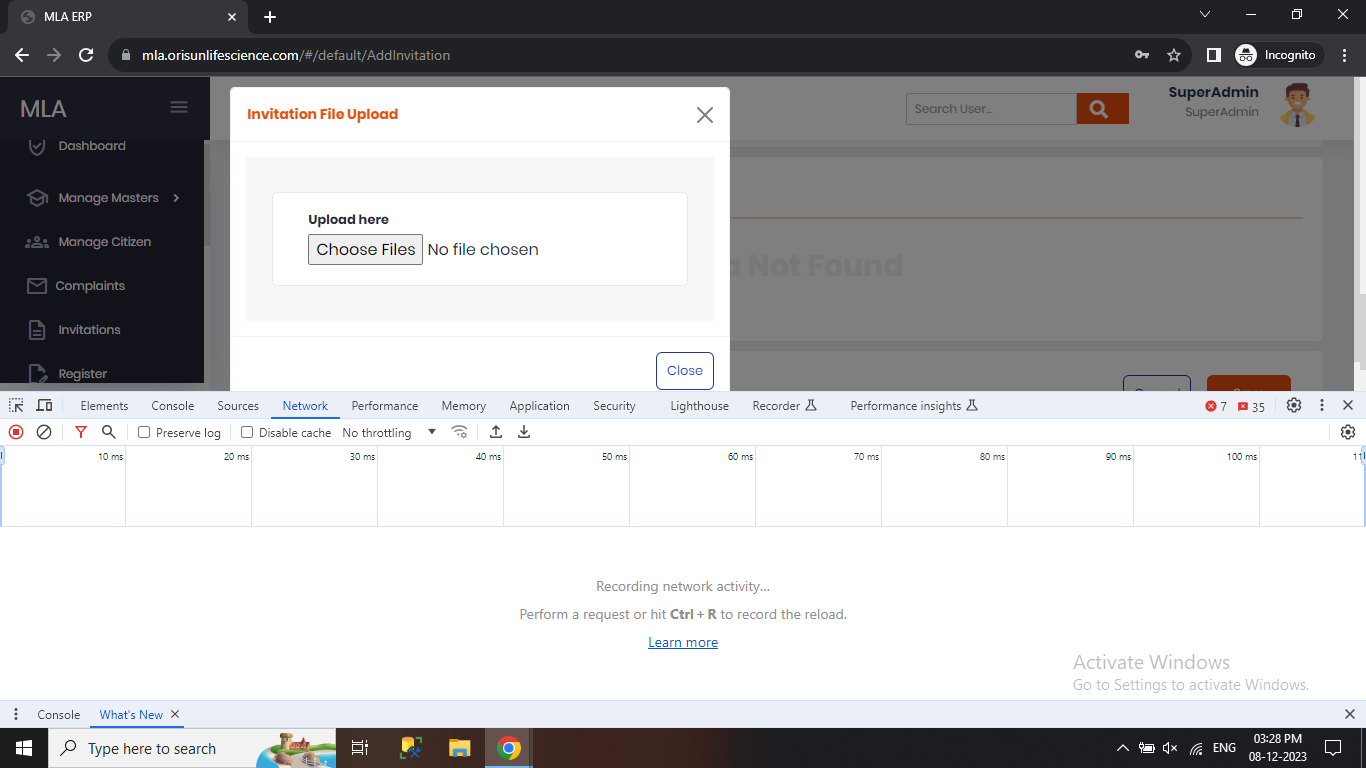 MLA ERP
mla.orisunlifescience.com/#/default/AddInvitation
Incognito
MLA
Dashboard
Manage Masters
Manage Citizen
Complaints
Invitations
Register
Invitation File Upload
Upload here
Choose Files No file chosen
Close
Search User...
SuperAdmin
SuperAdmin
a Not Found
Elements Console Sources Network Performance Memory Application Security Lighthouse Recorder Performance insights 7 35
Preserve log Disable cache No throttling
10 ms 20 ms 30 ms 40 ms 50 ms 60 ms 70 ms 80 ms 90 ms 100 ms 11
Recording network activity...
Perform a request or hit Ctrl + R to record the reload.
Learn more
Activate Windows
Go to Settings to activate Windows.
Console What's New
Type here to search
ENG
03:28 PM
08-12-2023